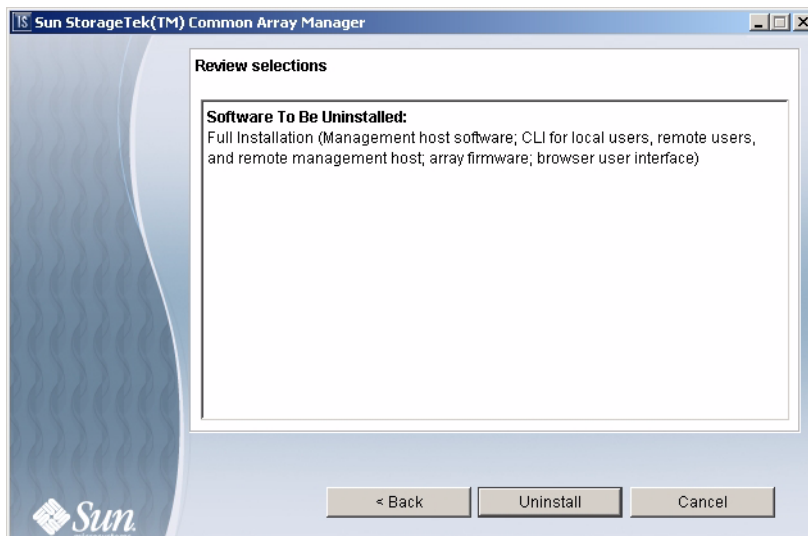 Sun StorageTek(TM) Common Array Manager
Review selections
Software To Be Uninstalled:
Full Installation (Management host software; CLI for local users, remote users,
and remote management host; array firmware; browser user interface)
< Back
Uninstall
Cancel
Sun